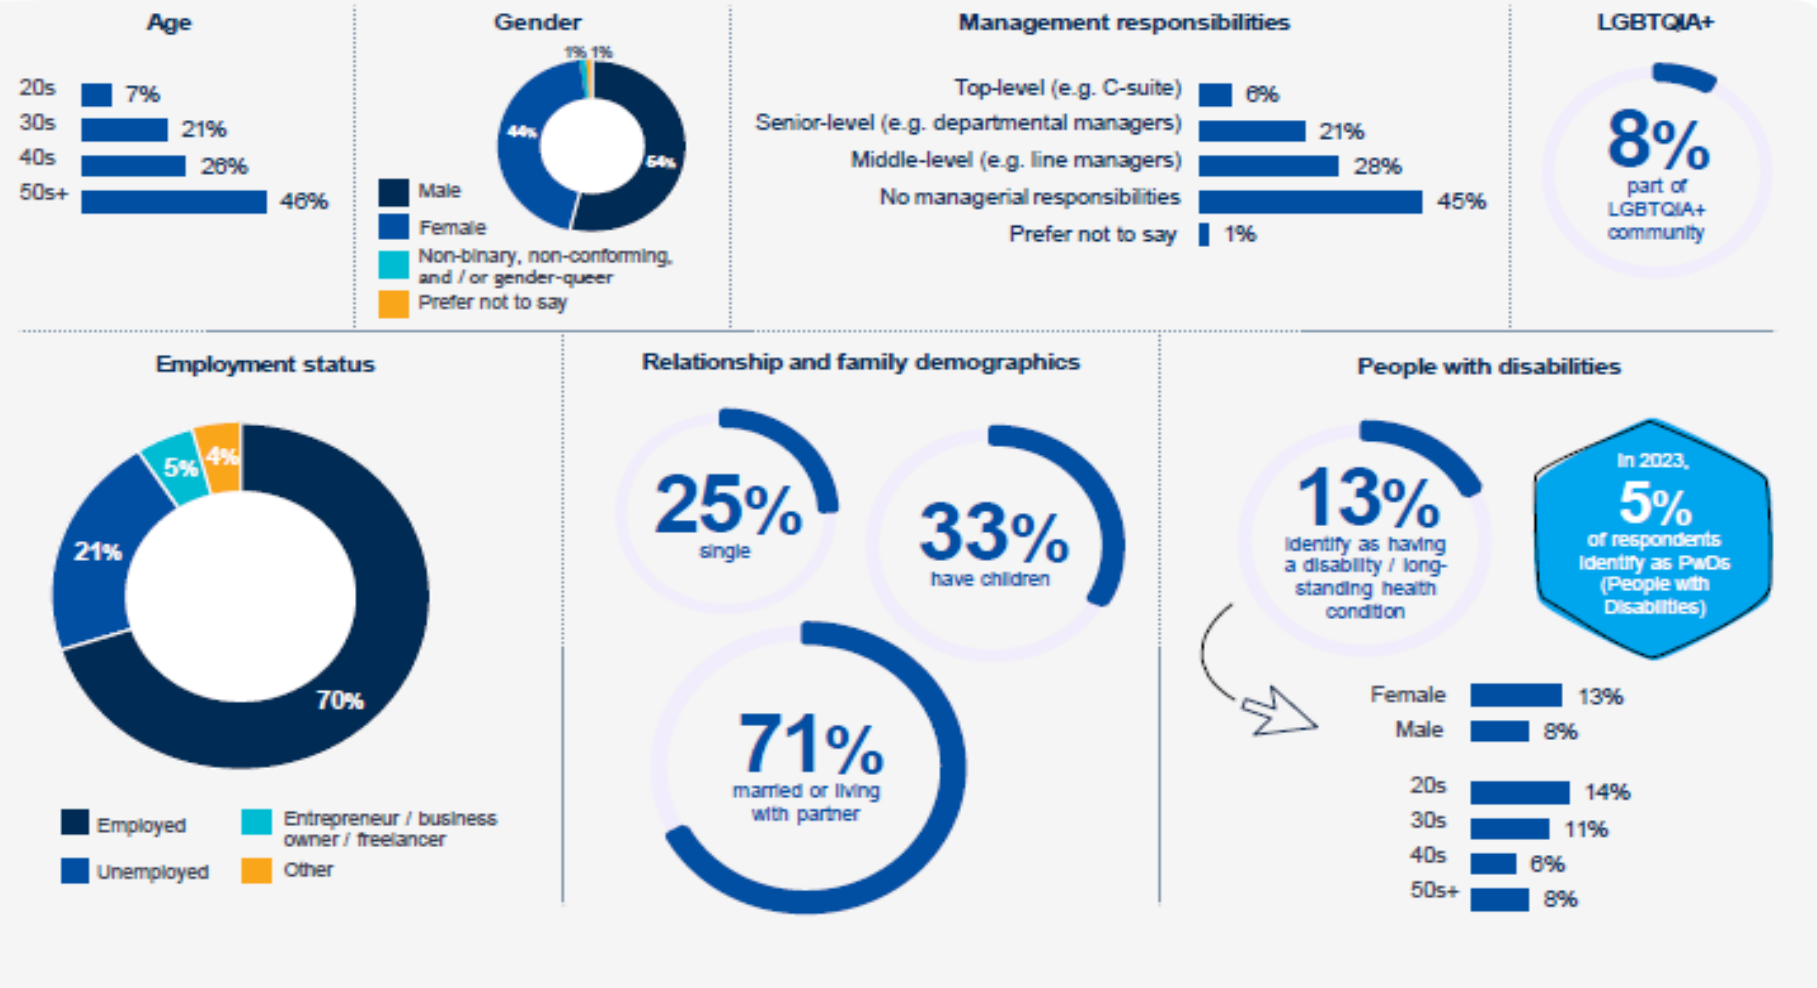 Age
20s 7%
30s 21%
40s 26%
50s+ 46%
Gender
1% 1%
44%
54%
Male
Female
Non-binary, non-conforming,
and / or gender-queer
Prefer not to say
Management responsibilities
Top-level (e.g. C-suite) 6%
Senior-level (e.g. departmental managers) 21%
Middle-level (e.g. line managers) 28%
No managerial responsibilities 45%
Prefer not to say 1%
LGBTQIA+
8%
part of
LGBTQIA+
community
Employment status
5% 4%
21%
70%
Employed
Unemployed
Entrepreneur / business
owner / freelancer
Other
Relationship and family demographics
25%
single
33%
have children
71%
married or living
with partner
People with disabilities
13%
identify as having
a disability / long-
standing health
condition
In 2023,
5%
of respondents
identify as PwDs
(People with
Disabilities)
Female 13%
Male 8%
20s 14%
30s 11%
40s 6%
50s+ 8%